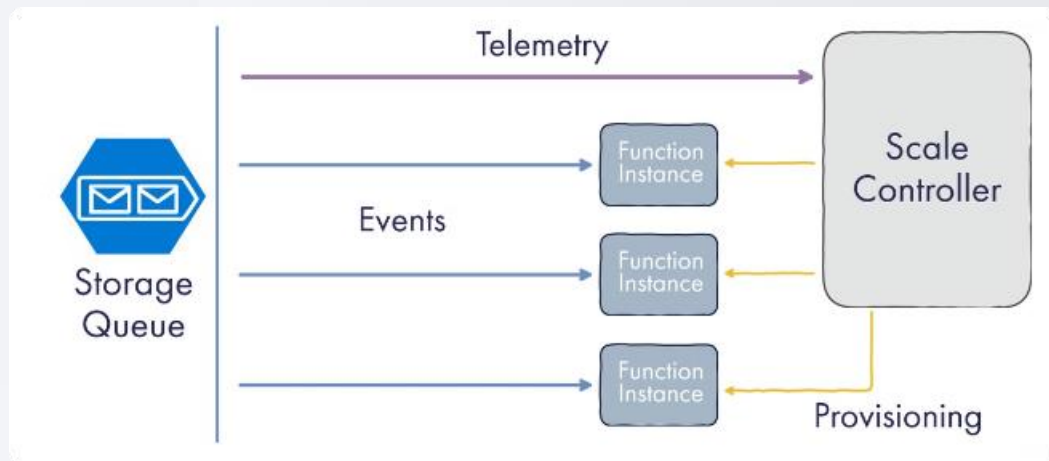 Telemetry
Function
Instance
Scale
Controller
Events
Function
Instance
Storage
Queue
Function
Instance
Provisioning